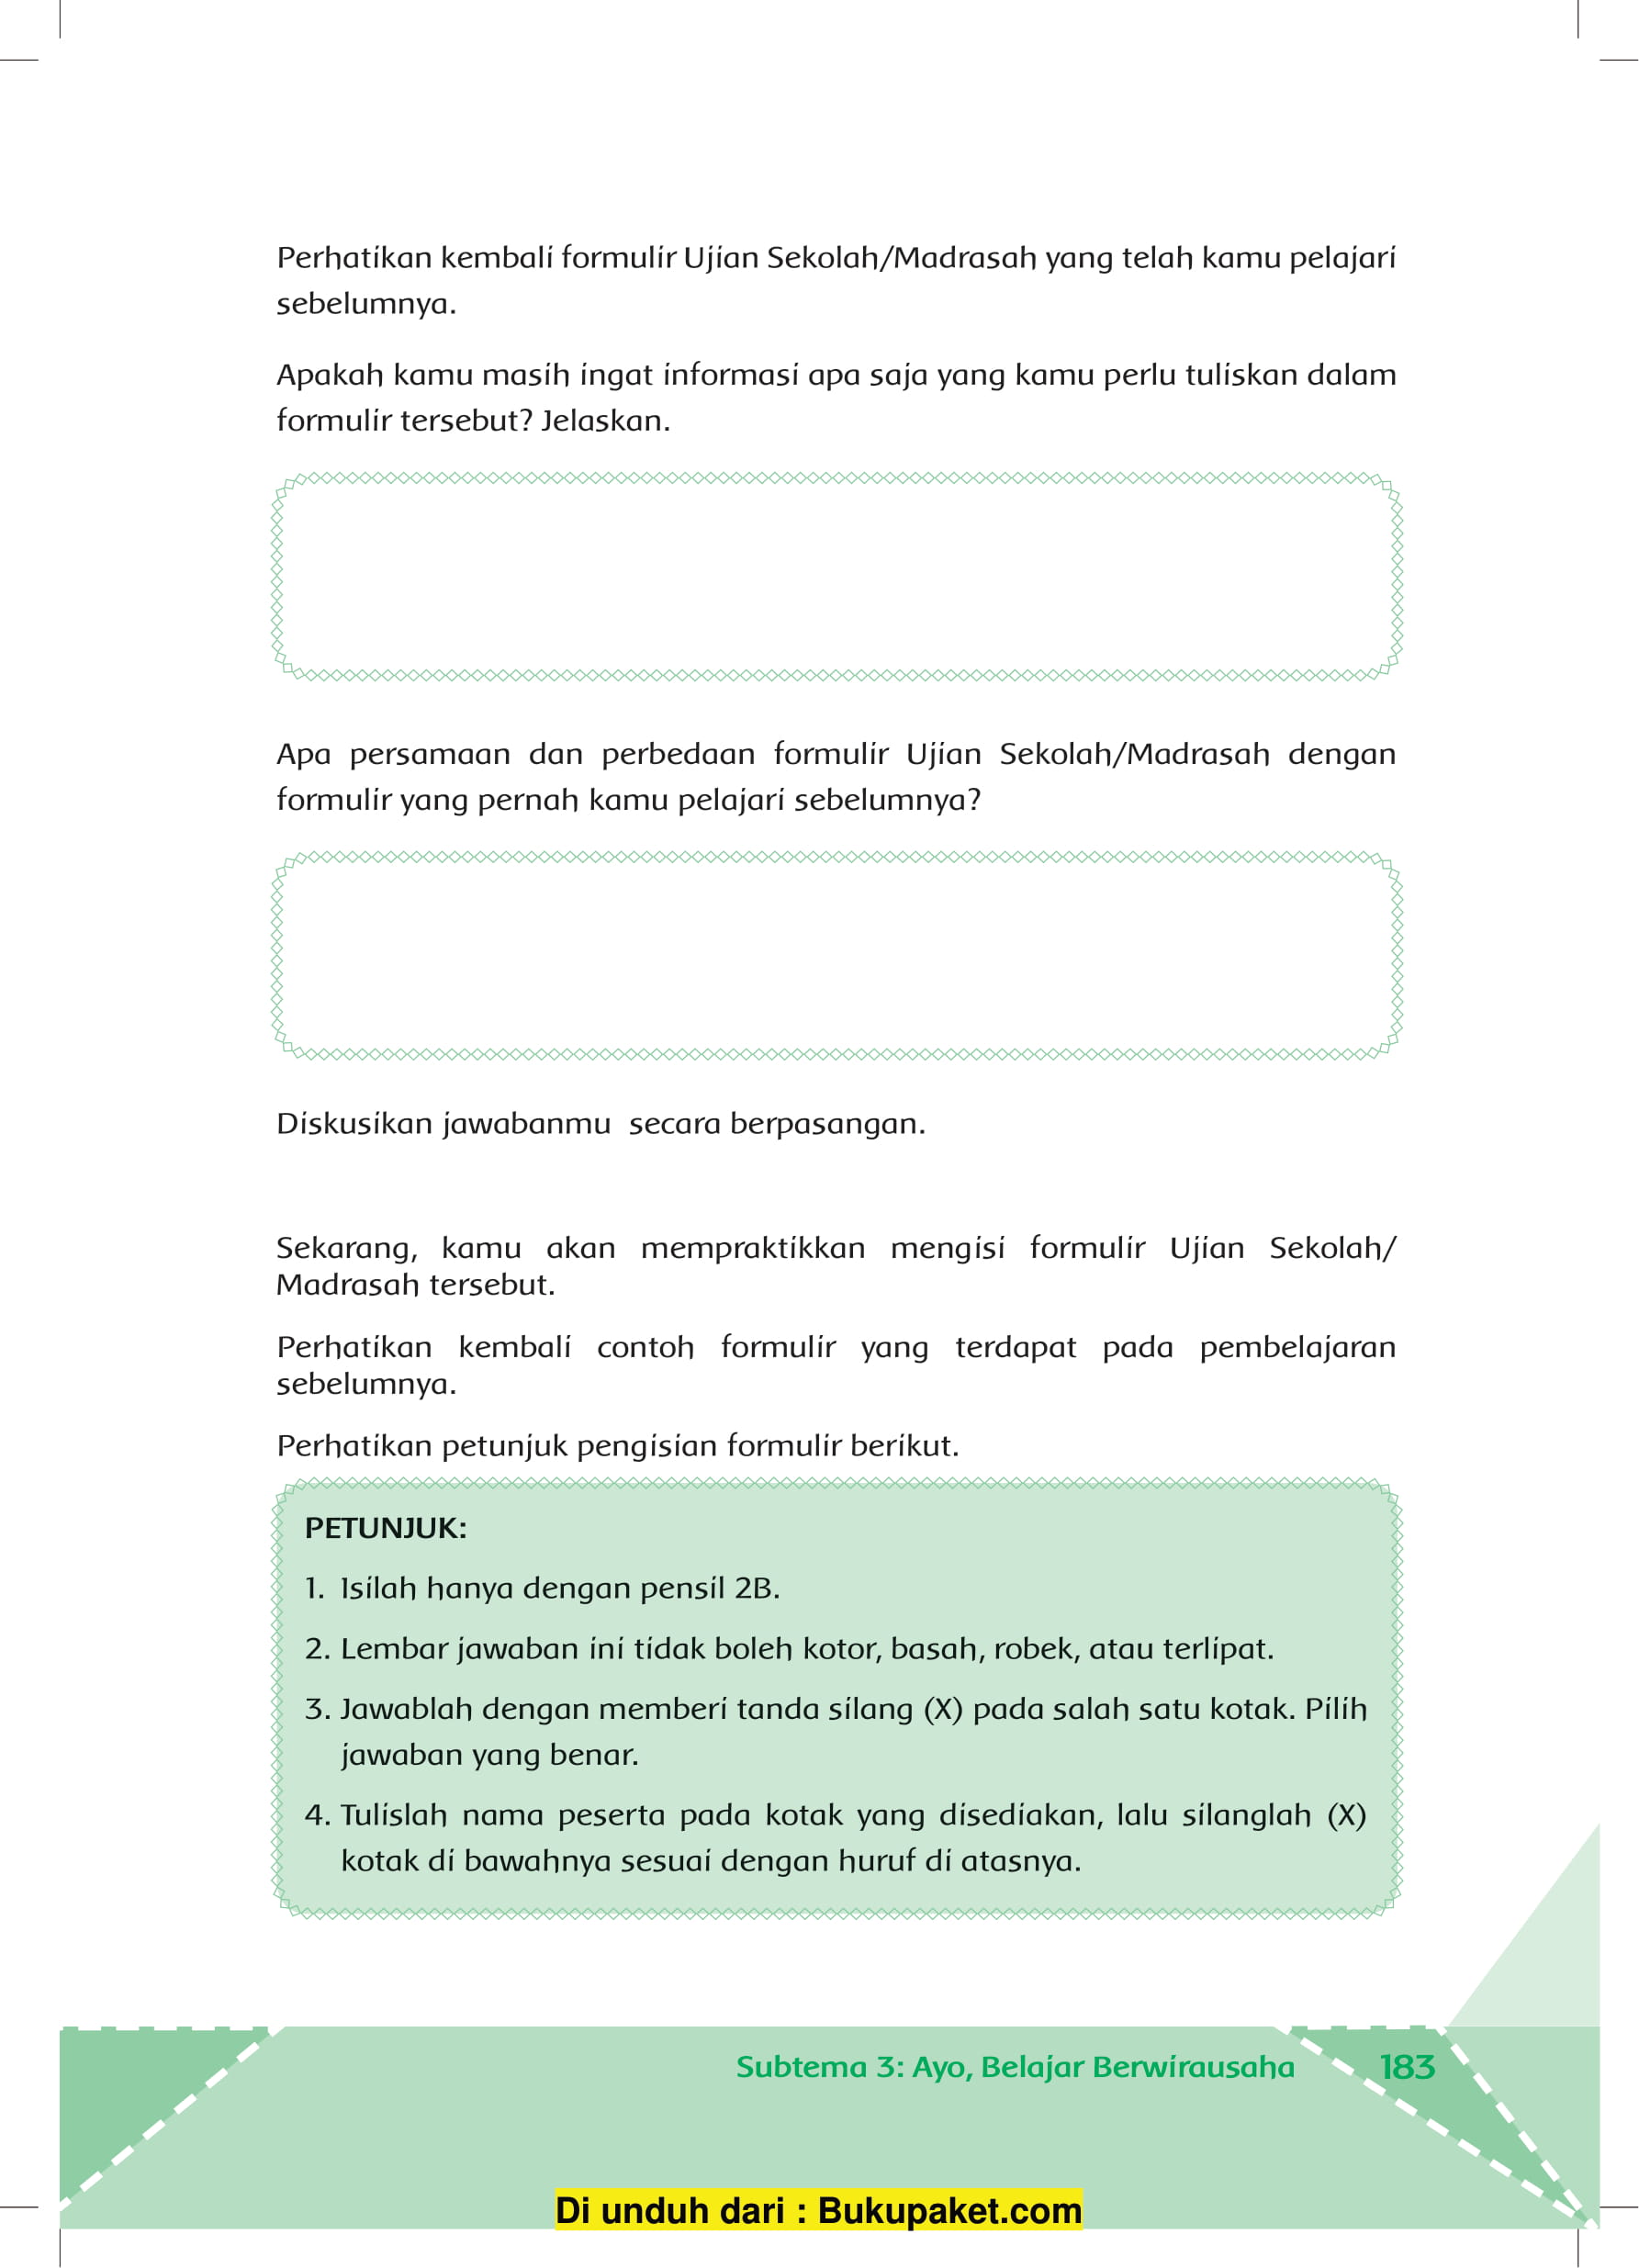 Perhatikan kembali formulir Ujian Sekolah/Madrasah yang telah kamu pelajari
sebelumnya.
Apakah kamu masih ingat informasi apa saja yang kamu perlu tuliskan dalam
formulir tersebut? Jelaskan.
Apa persamaan dan perbedaan formulir Ujian Sekolah/Madrasah dengan
formulir yang pernah kamu pelajari sebelumnya?
Diskusikan jawabanmu secara berpasangan.
Sekarang, kamu akan mempraktikkan mengisi formulir Ujian Sekolah/
Madrasah tersebut.
Perhatikan kembali contoh formulir yang terdapat pada pembelajaran
sebelumnya.
Perhatikan petunjuk pengisian formulir berikut.
PETUNJUK:
1. Isilah hanya dengan pensil 2B.
2. Lembar jawaban ini tidak boleh kotor, basah, robek, atau terlipat.
3. Jawablah dengan memberi tanda silang (X) pada salah satu kotak. Pilih
jawaban yang benar.
4. Tulislah nama peserta pada kotak yang disediakan, lalu silanglah (X)
kotak di bawahnya sesuai dengan huruf di atasnya.
Subtema 3: Ayo, Belajar Berwirausaha 183
Di unduh dari : Bukupaket.com